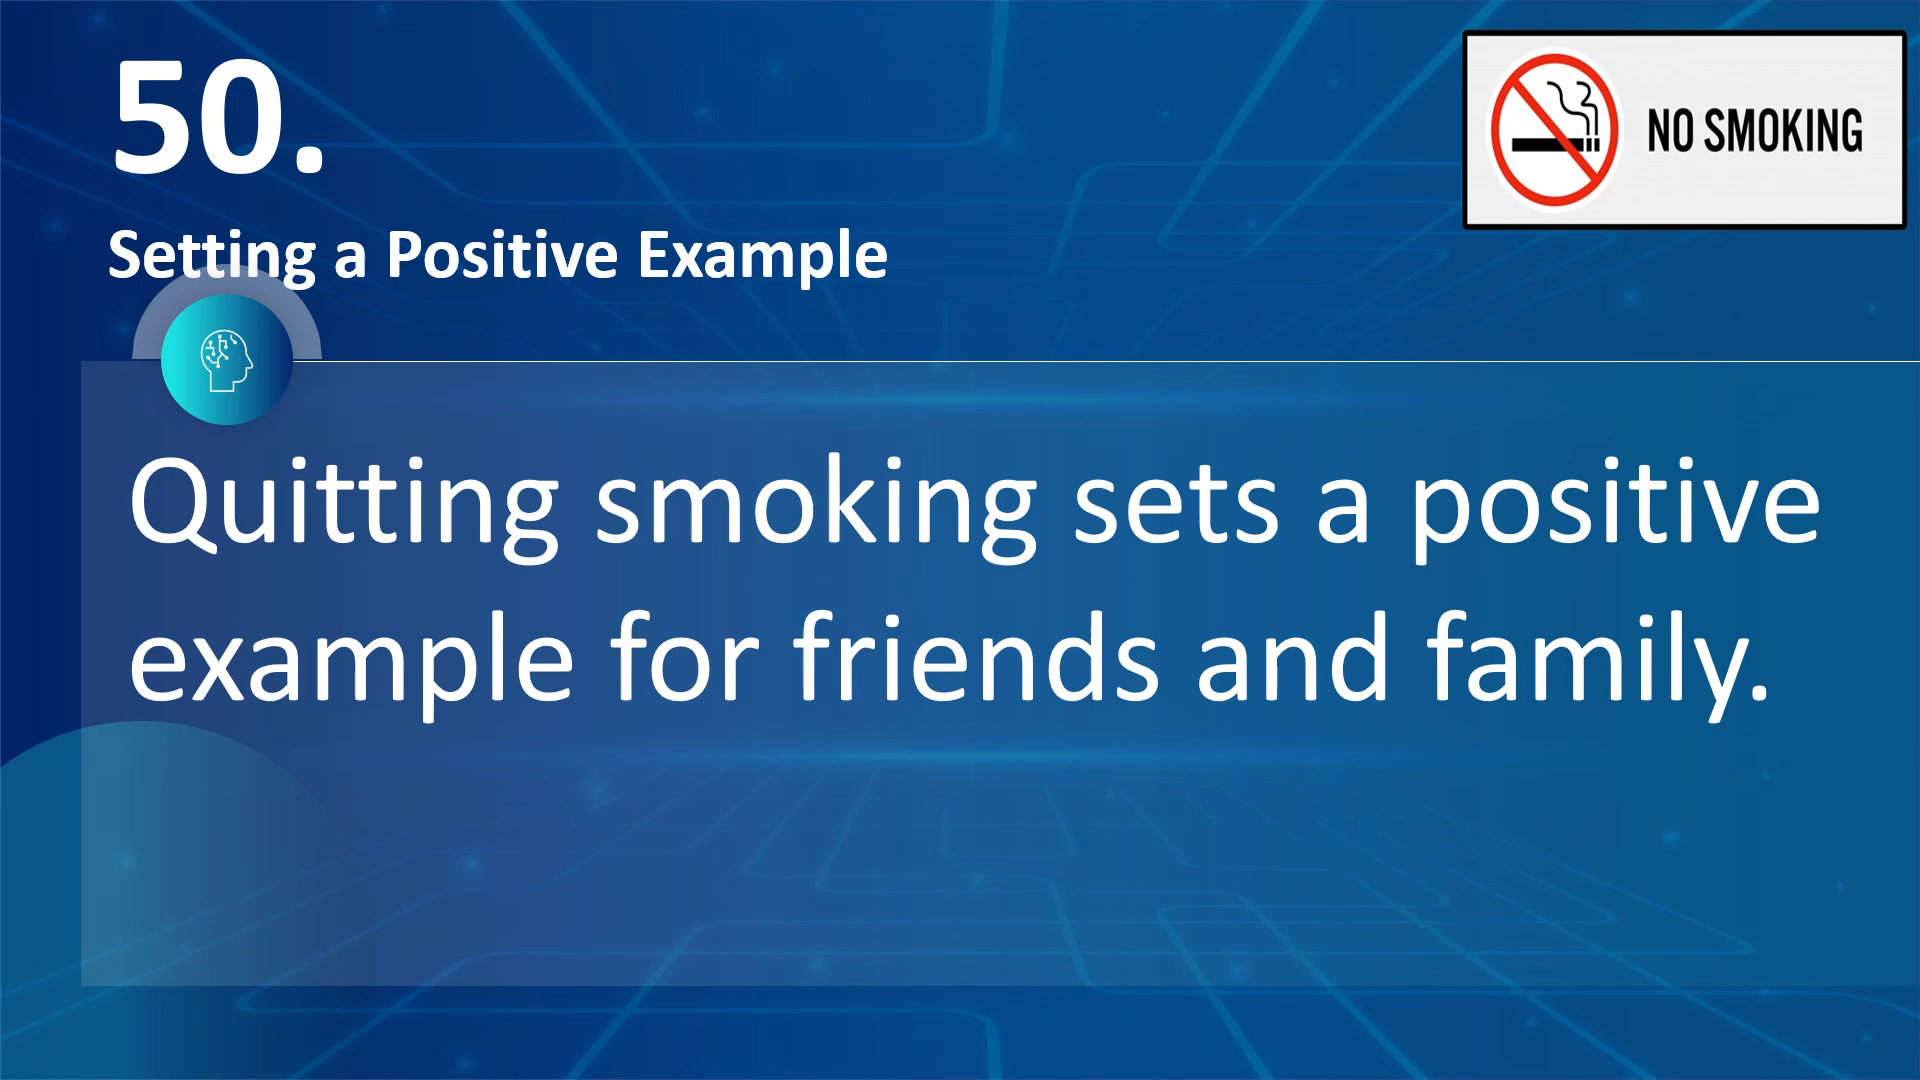 50.
NO SMOKING
Setting a Positive Example
Quitting smoking sets a positive
example for friends and family.